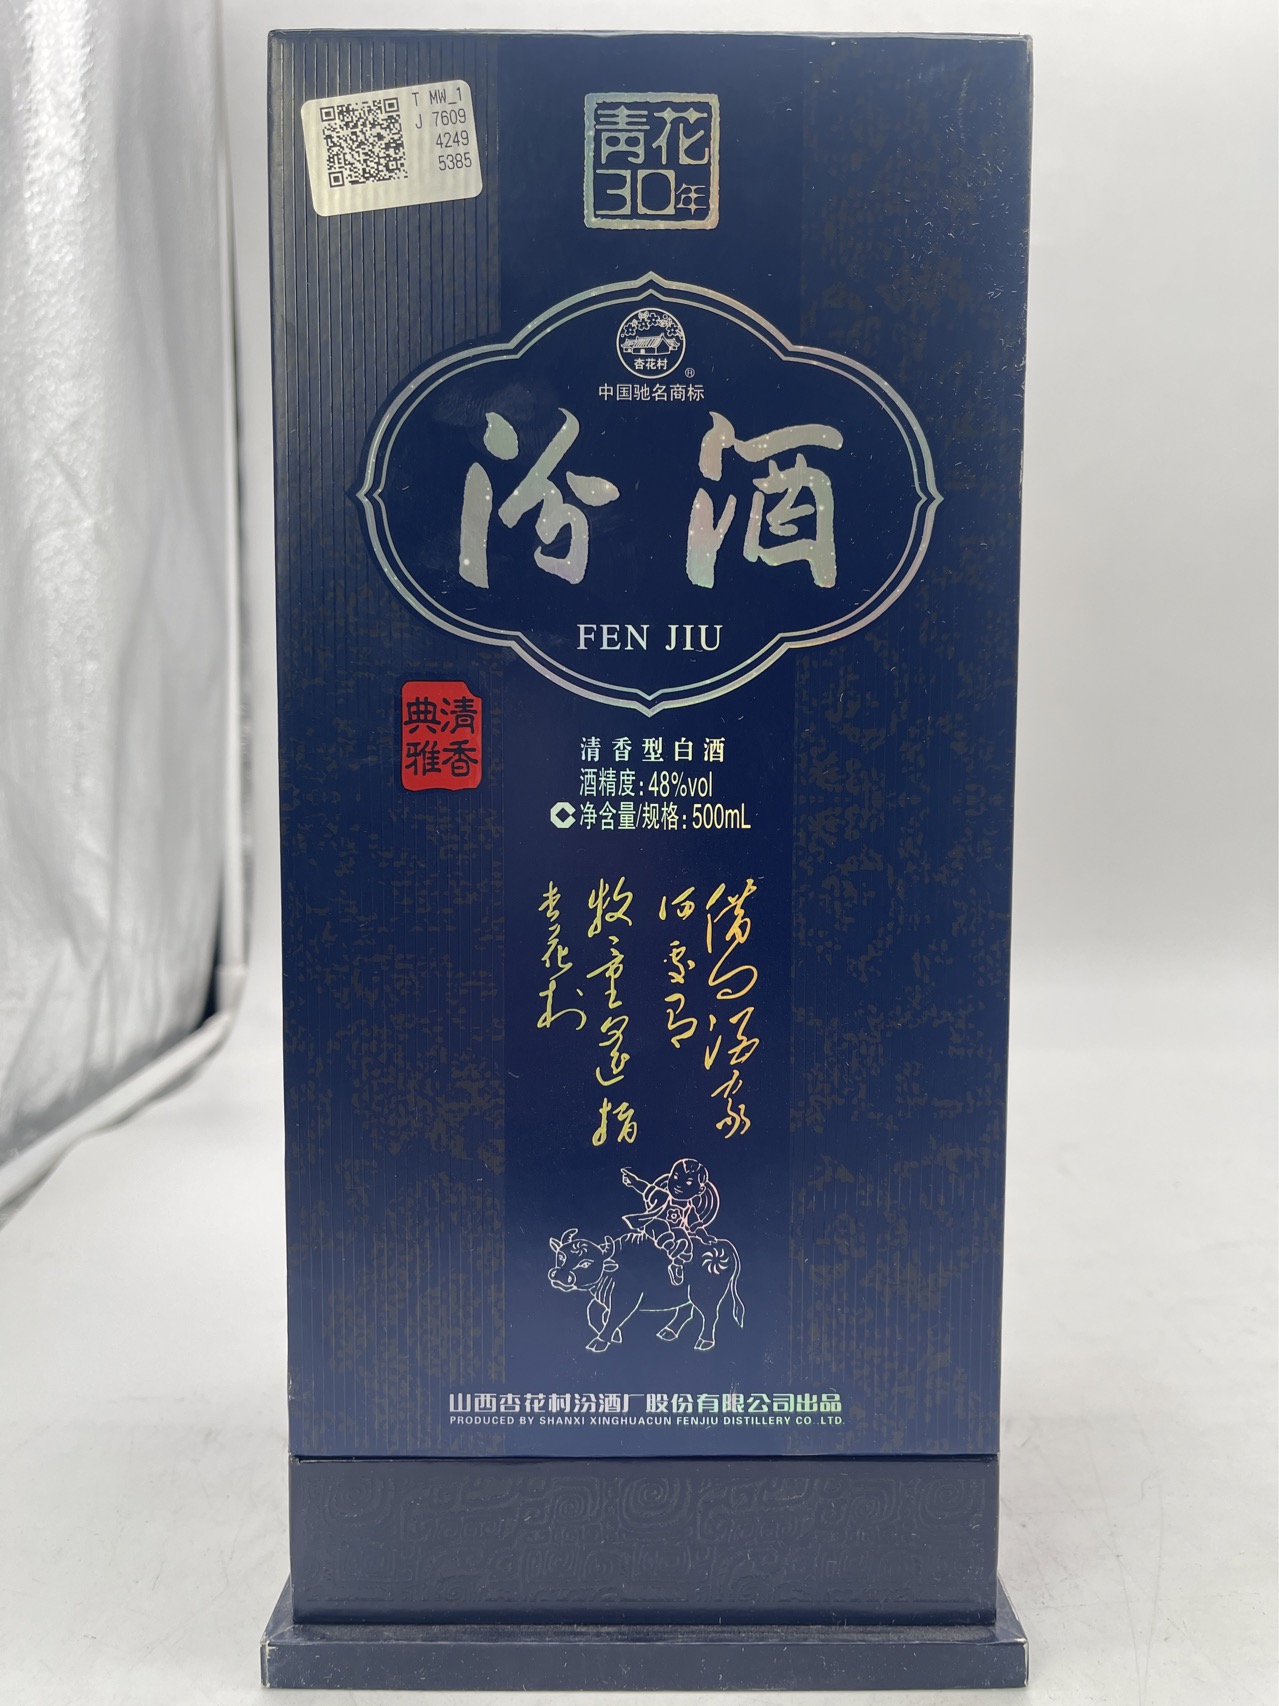 T MW_1
J 7609
4249
5385
青花
30年
杏花村
®
中国驰名商标
汾酒
FEN JIU
清香
典雅
清香型白酒
酒精度:48%vol
净含量/规格:500mL
借问酒家
何处有
牧童遥指
杏花村
山西杏花村汾酒厂股份有限公司出品
PRODUCED BY SHANXI XINGHUACUN FENJIU DISTILLERY CO.,LTD.